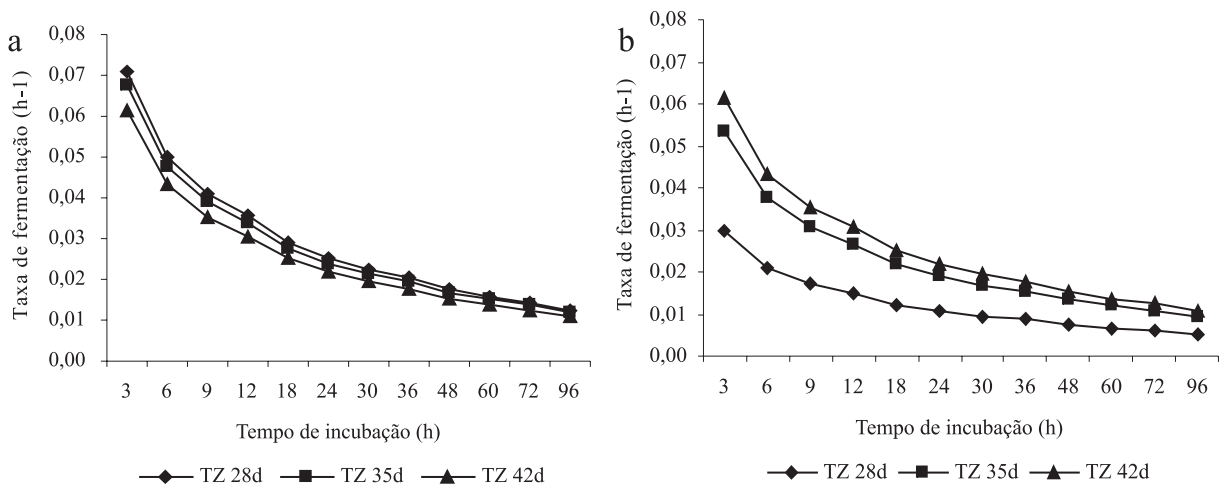 a
Taxa de fermentação (h-1)
0,08
0,07
0,06
0,05
0,04
0,03
0,02
0,01
0,00
3 6 9 12 18 24 30 36 48 60 72 96
Tempo de incubação (h)
TZ 28d TZ 35d TZ 42d
b
Taxa de fermentação (h-1)
0,08
0,07
0,06
0,05
0,04
0,03
0,02
0,01
0,00
3 6 9 12 18 24 30 36 48 60 72 96
Tempo de incubação (h)
TZ 28d TZ 35d TZ 42d